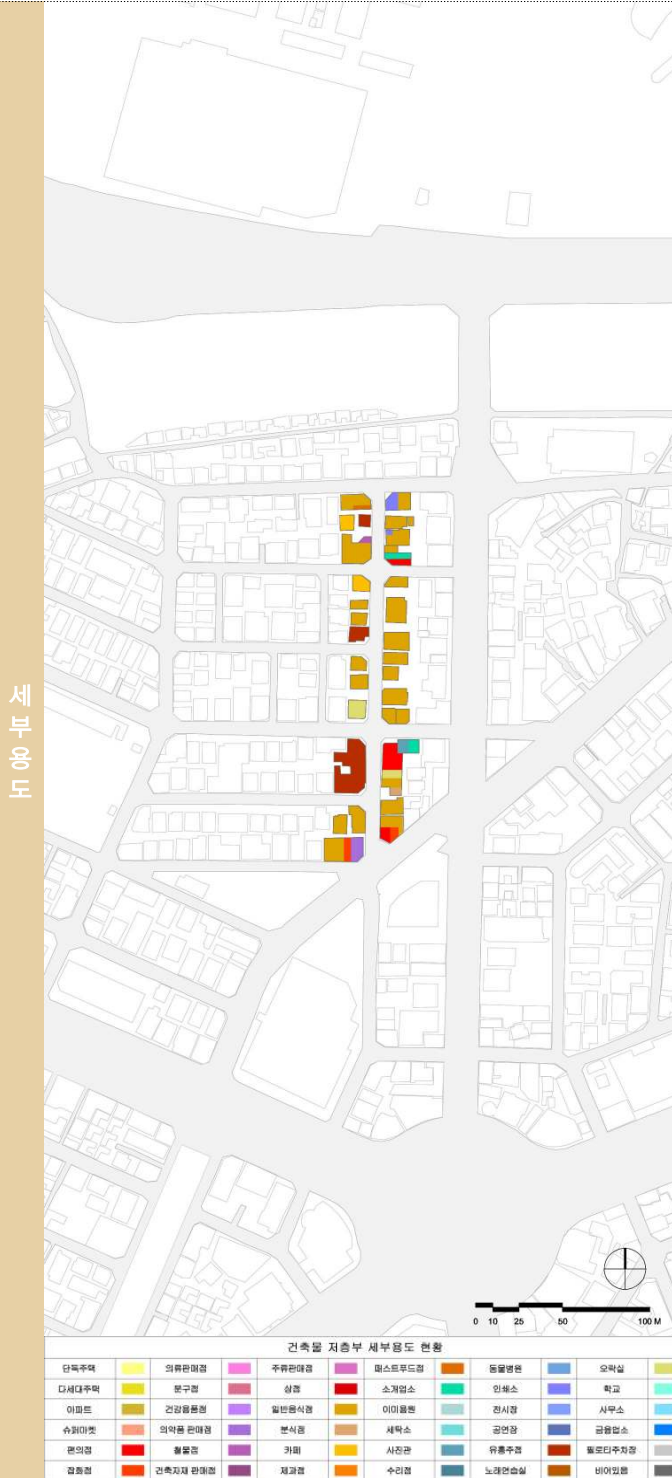 세부용도
0 10 25 50 100 M
건축물 저층부 세부용도 현황
단독주택 의류판매점 주류판매점 패스트푸드점 동물병원 오락실
다세대주택 문구점 상점 소개업소 인쇄소 학교
아파트 건강용품점 일반음식점 이미용원 전시장 사무소
슈퍼마켓 의약품 판매점 분식점 세탁소 공연장 금융업소
편의점 철물점 카페 사진관 유흥주점 필로티주차장
잡화점 건축자재 판매점 제과점 수리점 노래연습실 비어있음